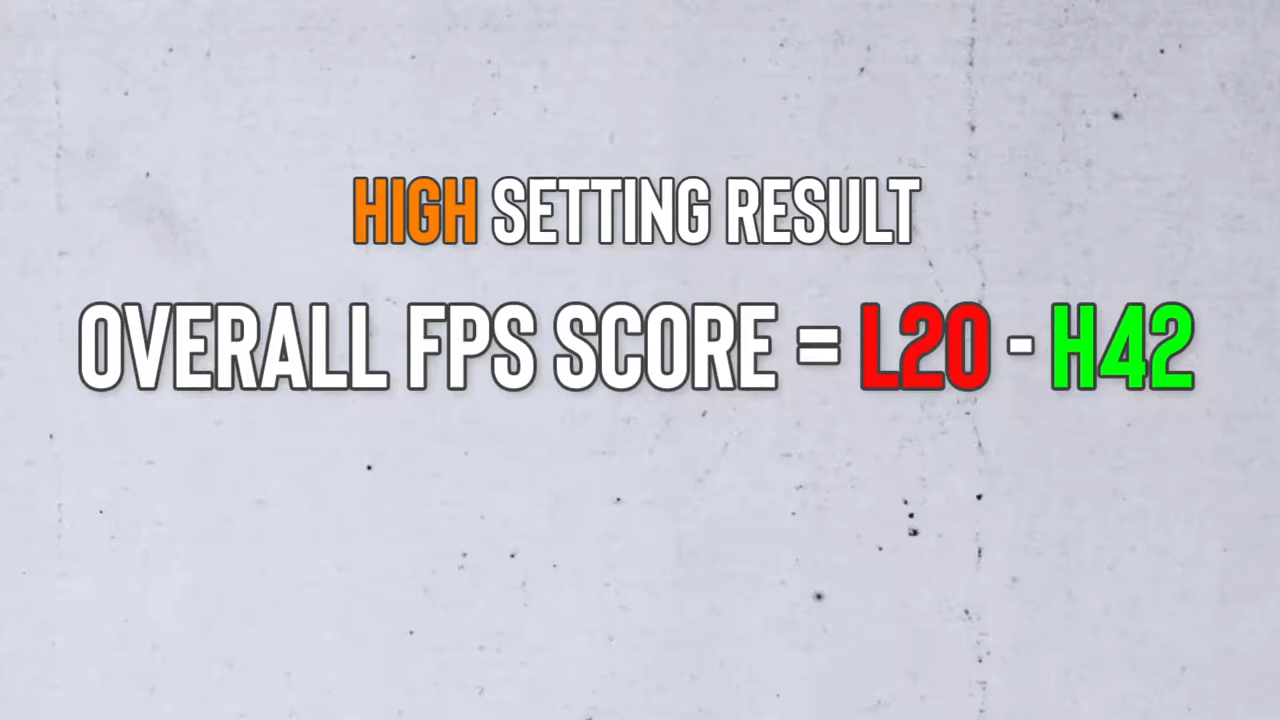 HIGH SETTING RESULT
OVERALL FPS SCORE = L20 - H42